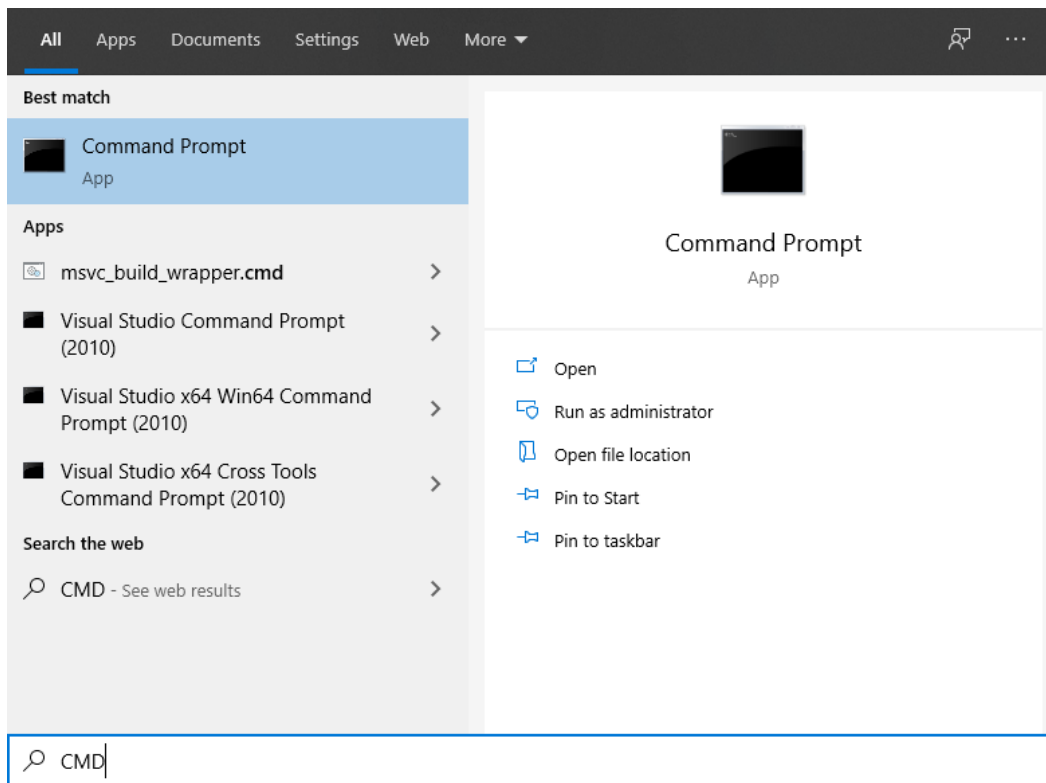 All Apps Documents Settings Web More
Best match
Command Prompt
App
Apps
msvc_build_wrapper.cmd
Visual Studio Command Prompt
(2010)
Visual Studio x64 Win64 Command
Prompt (2010)
Visual Studio x64 Cross Tools
Command Prompt (2010)
Search the web
CMD - See web results
Command Prompt
App
Open
Run as administrator
Open file location
Pin to Start
Pin to taskbar
CMD